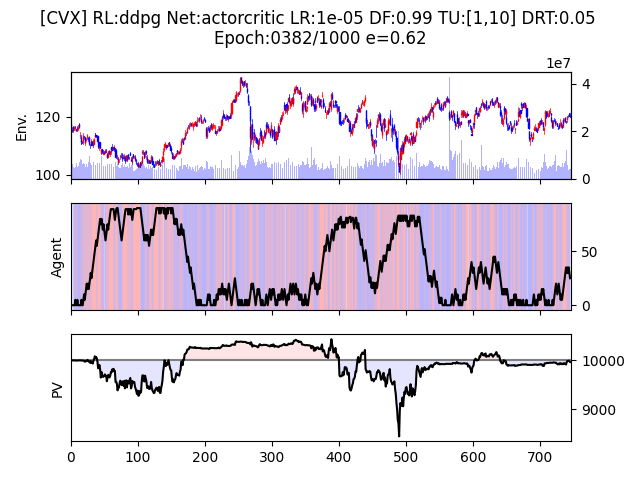 [CVX] RL:ddpg Net:actorcritic LR:1e-05 DF:0.99 TU:[1,10] DRT:0.05
Epoch:0382/1000 e=0.62
1e7
Env.
120
100
4
2
0
Agent
50
0
PV
10000
9000
0 100 200 300 400 500 600 700